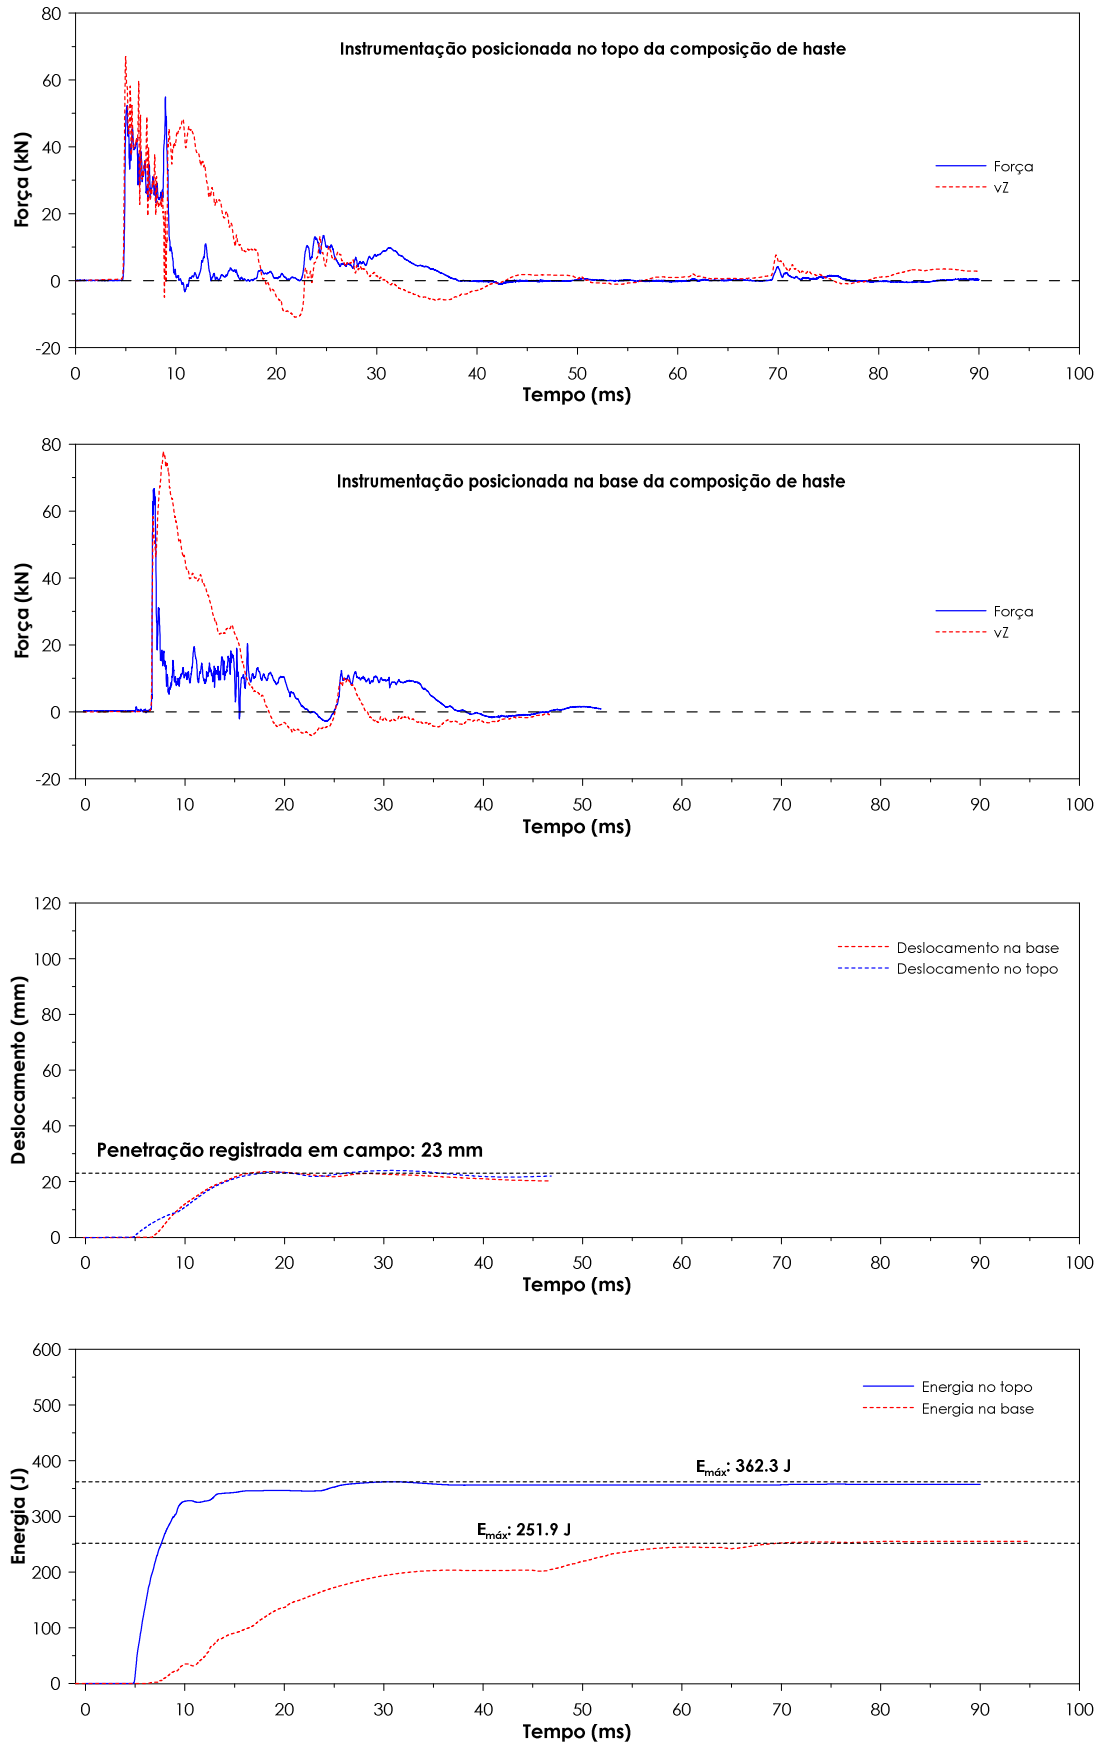 80
60
40
20
0
-20
Força (kN)
Instrumentação posicionada no topo da composição de haste
Força
vZ
0 10 20 30 40 50 60 70 80 90 100
Tempo (ms)
80
60
40
20
0
-20
Força (kN)
Instrumentação posicionada na base da composição de haste
Força
vZ
0 10 20 30 40 50 60 70 80 90 100
Tempo (ms)
120
100
80
60
40
20
0
Deslocamento (mm)
Deslocamento na base
Deslocamento no topo
Penetração registrada em campo: 23 mm
0 10 20 30 40 50 60 70 80 90 100
Tempo (ms)
600
500
400
300
200
100
0
Energia (J)
Energia no topo
Energia na base
Emáx: 362.3 J
Emáx: 251.9 J
0 10 20 30 40 50 60 70 80 90 100
Tempo (ms)